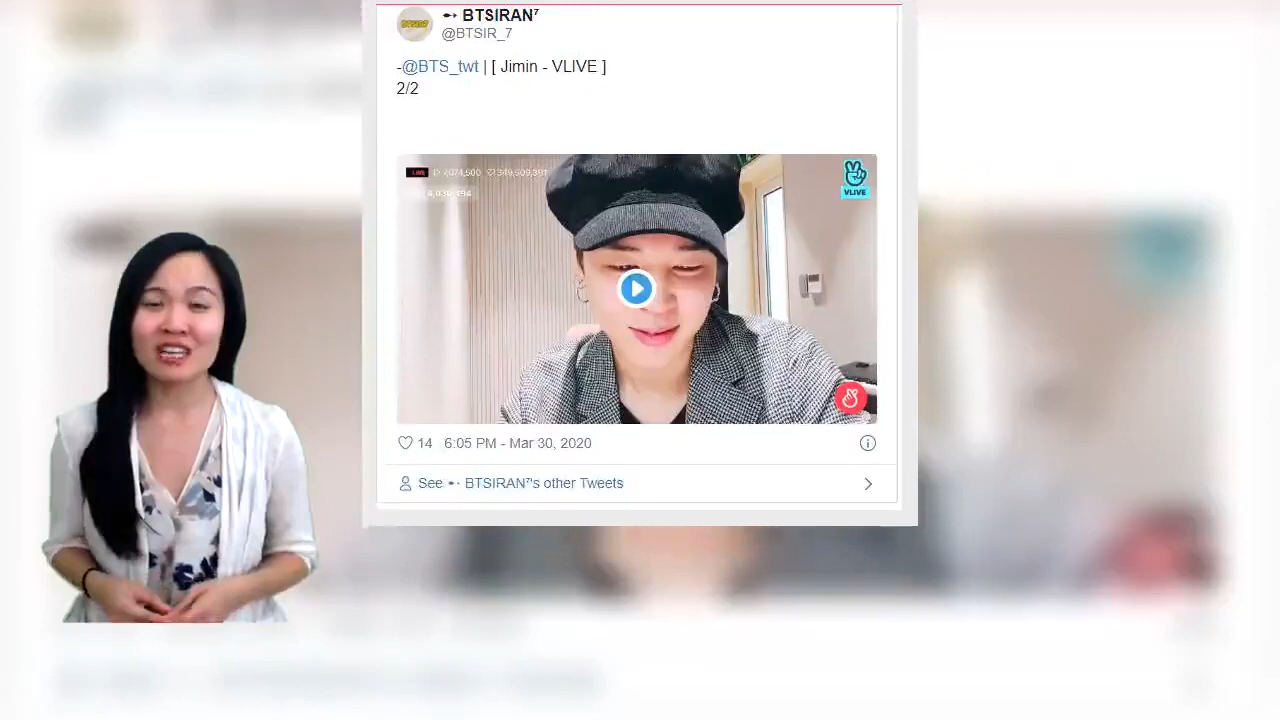 ➻ BTSIRAN⁷
@BTSIR_7
-@BTS_twt | [ Jimin - VLIVE ]
2/2
VLIVE
14 6:05 PM - Mar 30, 2020
See ➻ BTSIRAN⁷'s other Tweets